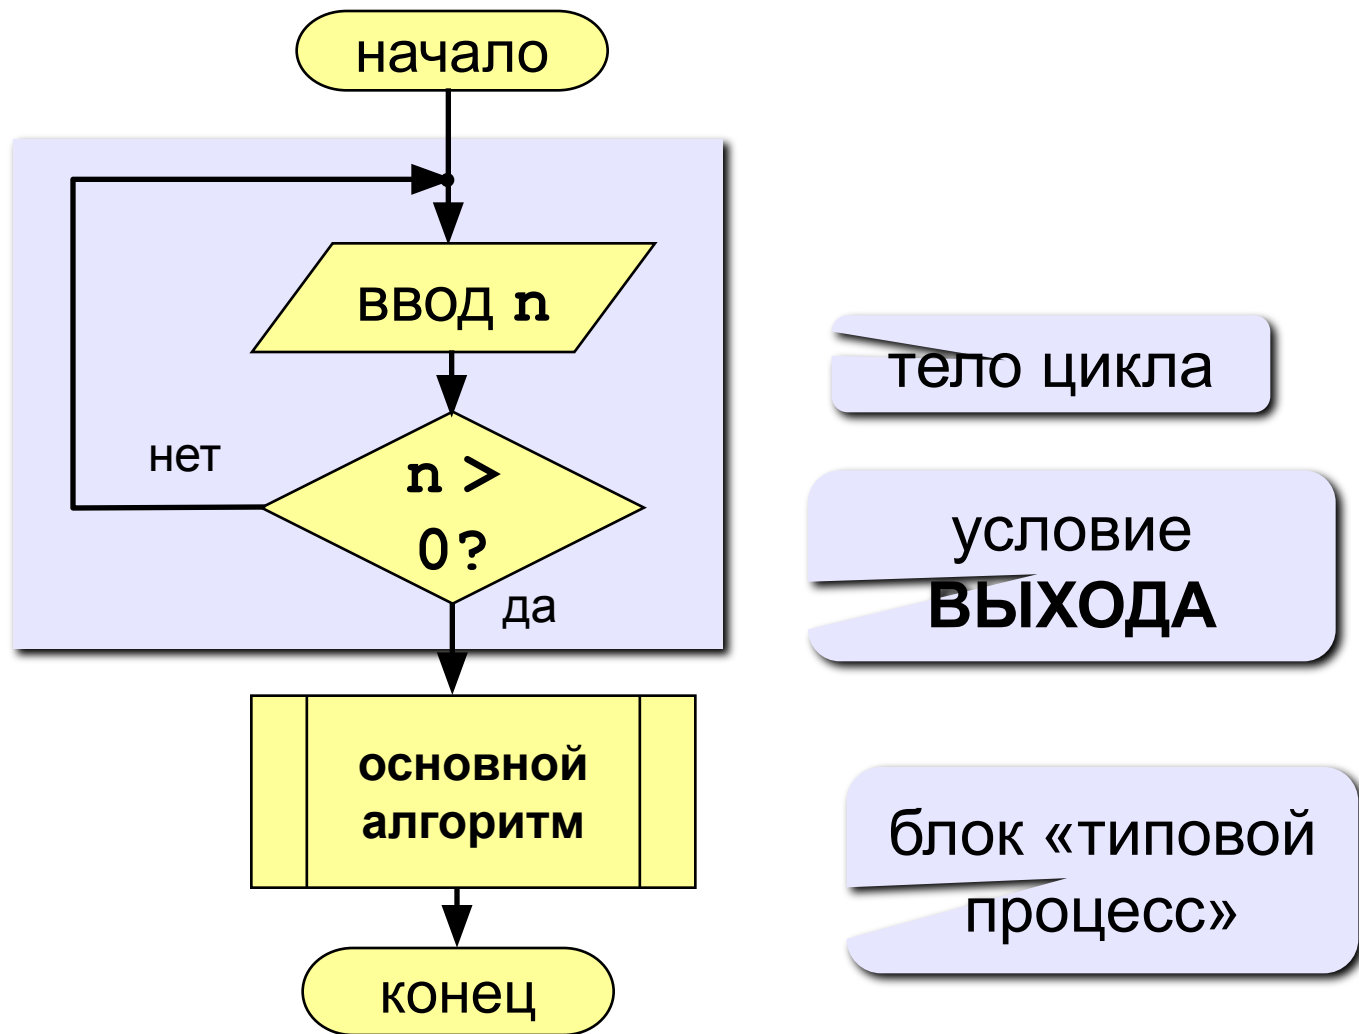 начало
ввод n
тело цикла
нет
n >
0?
условие
ВЫХОДА
да
основной
алгоритм
блок «типовой
процесс»
конец